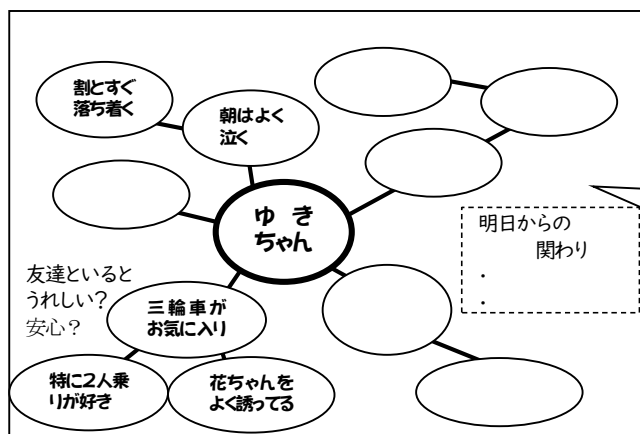 割とすぐ
落ち着く
朝はよく
泣く
ゆ き
ちゃん
明日からの
関わり
・
・
友達といると
うれしい？
安心？
三輪車が
お気に入り
特に2人乗
りが好き
花ちゃんを
よく誘ってる